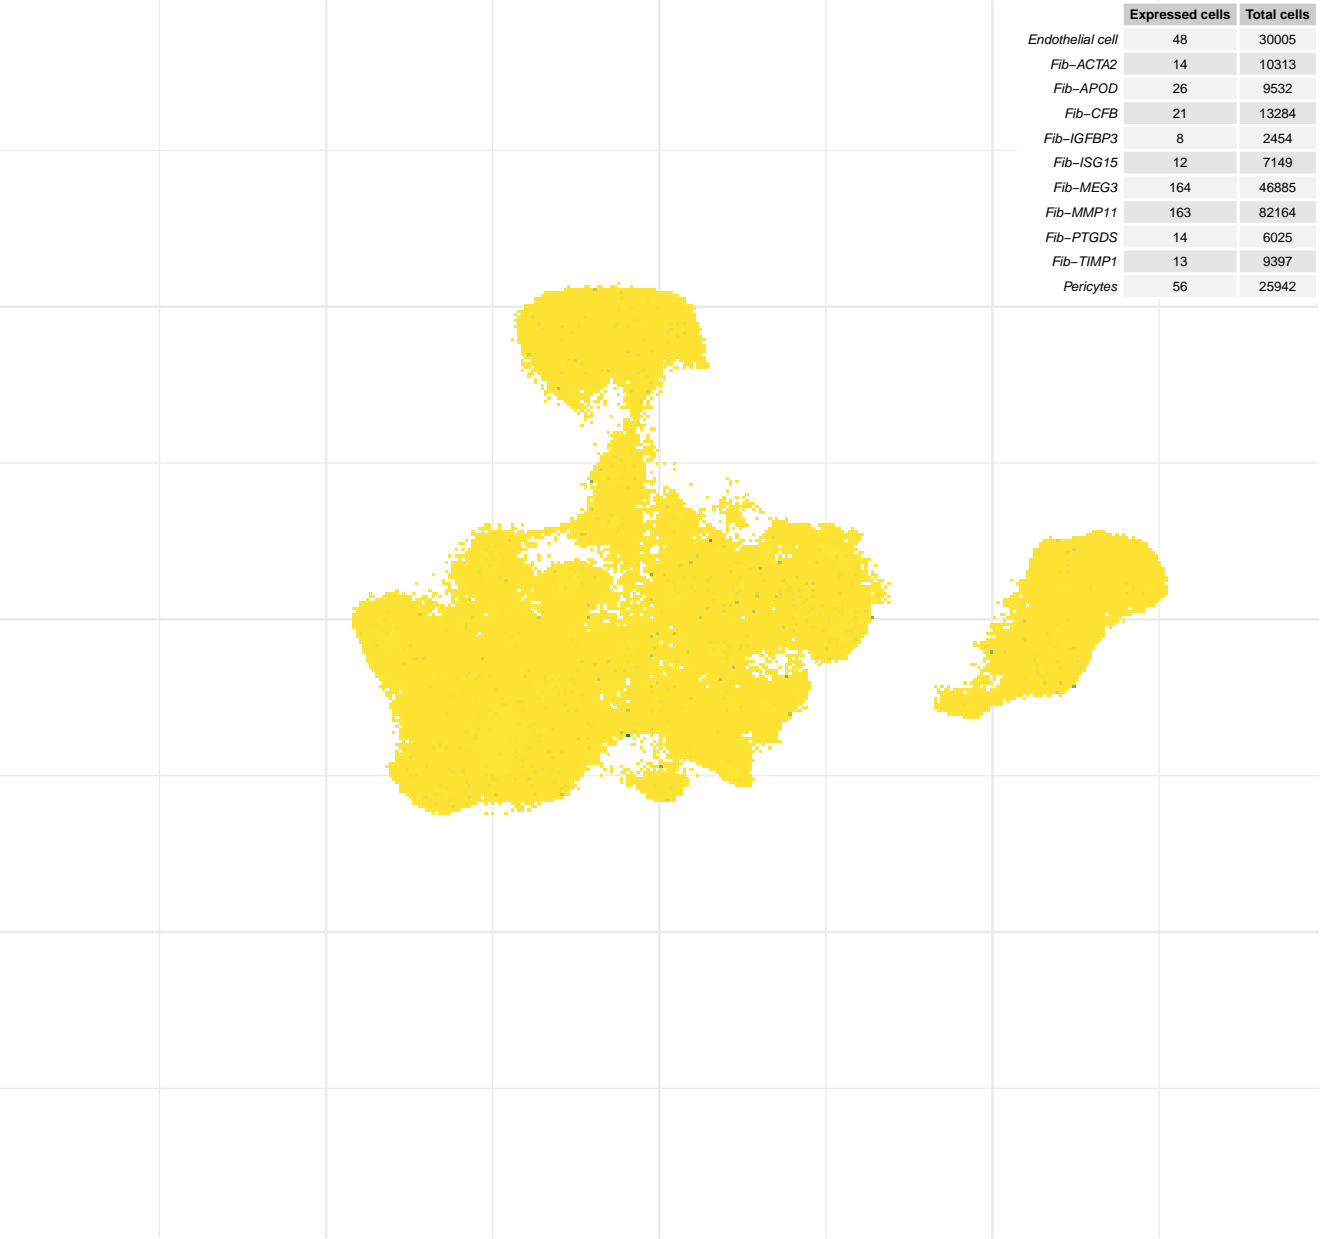 Expressed cells Total cells
Endothelial cell 48 30005
Fib−ACTA2 14 10313
Fib−APOD 26 9532
Fib−CFB 21 13284
Fib−IGFBP3 8 2454
Fib−ISG15 12 7149
Fib−MEG3 164 46885
Fib−MMP11 163 82164
Fib−PTGDS 14 6025
Fib−TIMP1 13 9397
Pericytes 56 25942